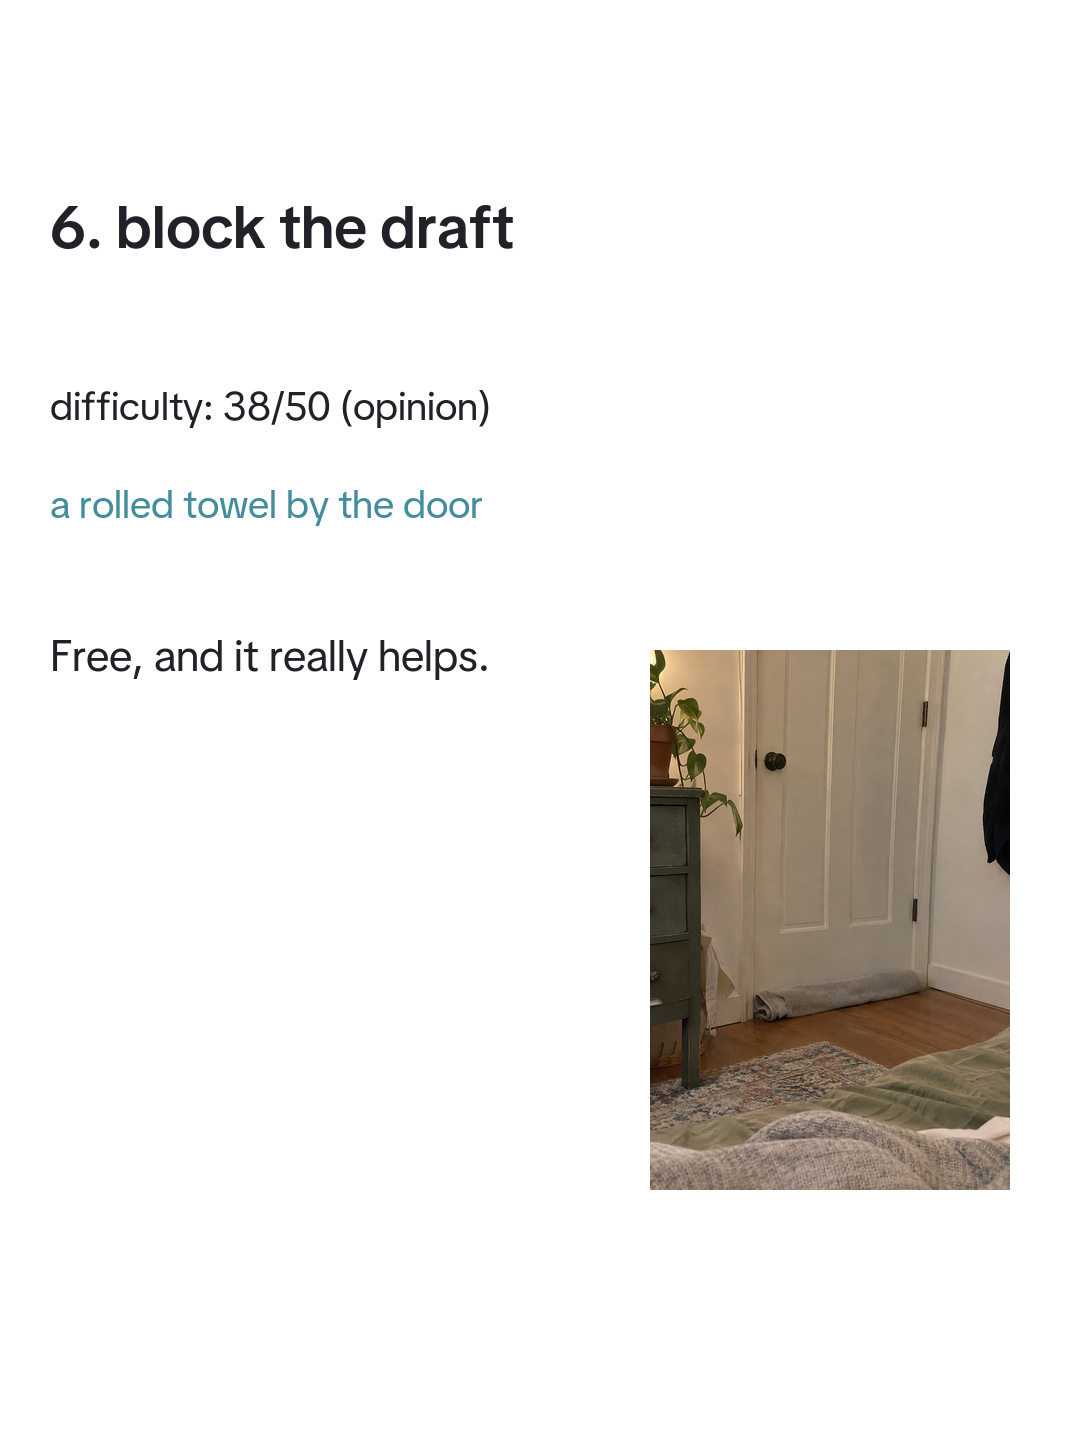 6. block the draft
difficulty: 38/50 (opinion)
a rolled towel by the door
Free, and it really helps.